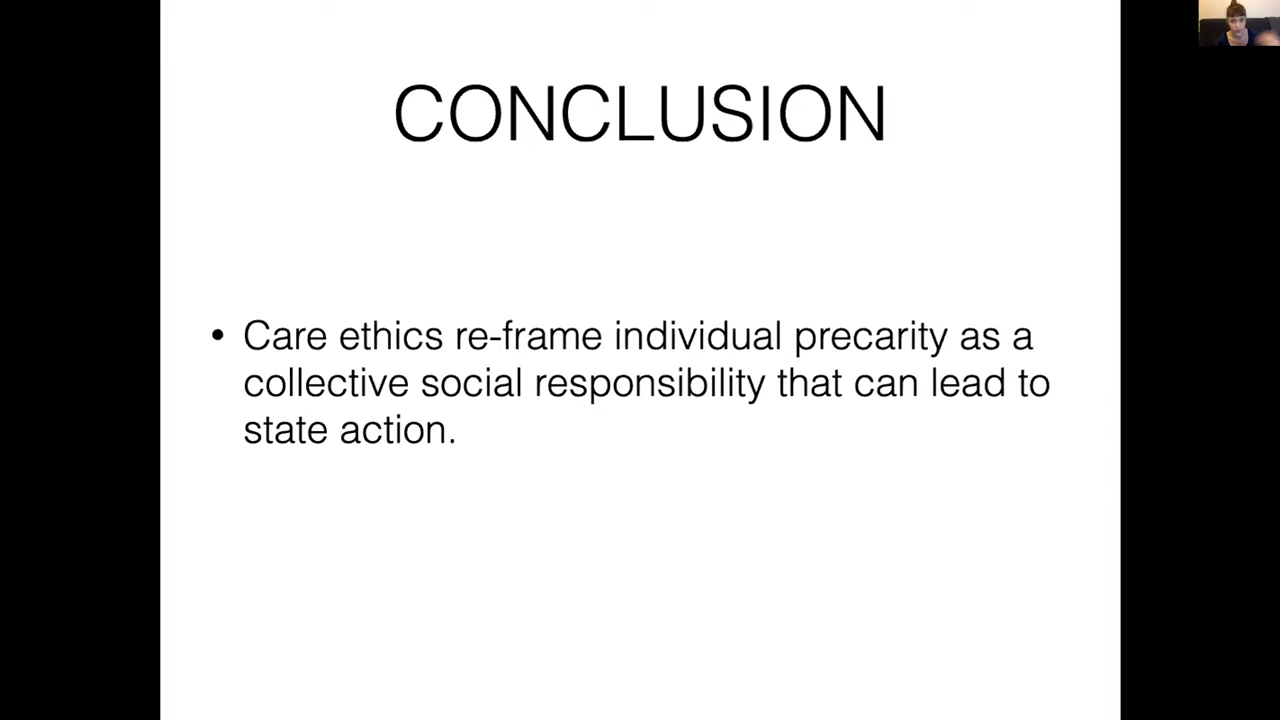 CONCLUSION
• Care ethics re-frame individual precarity as a
collective social responsibility that can lead to
state action.